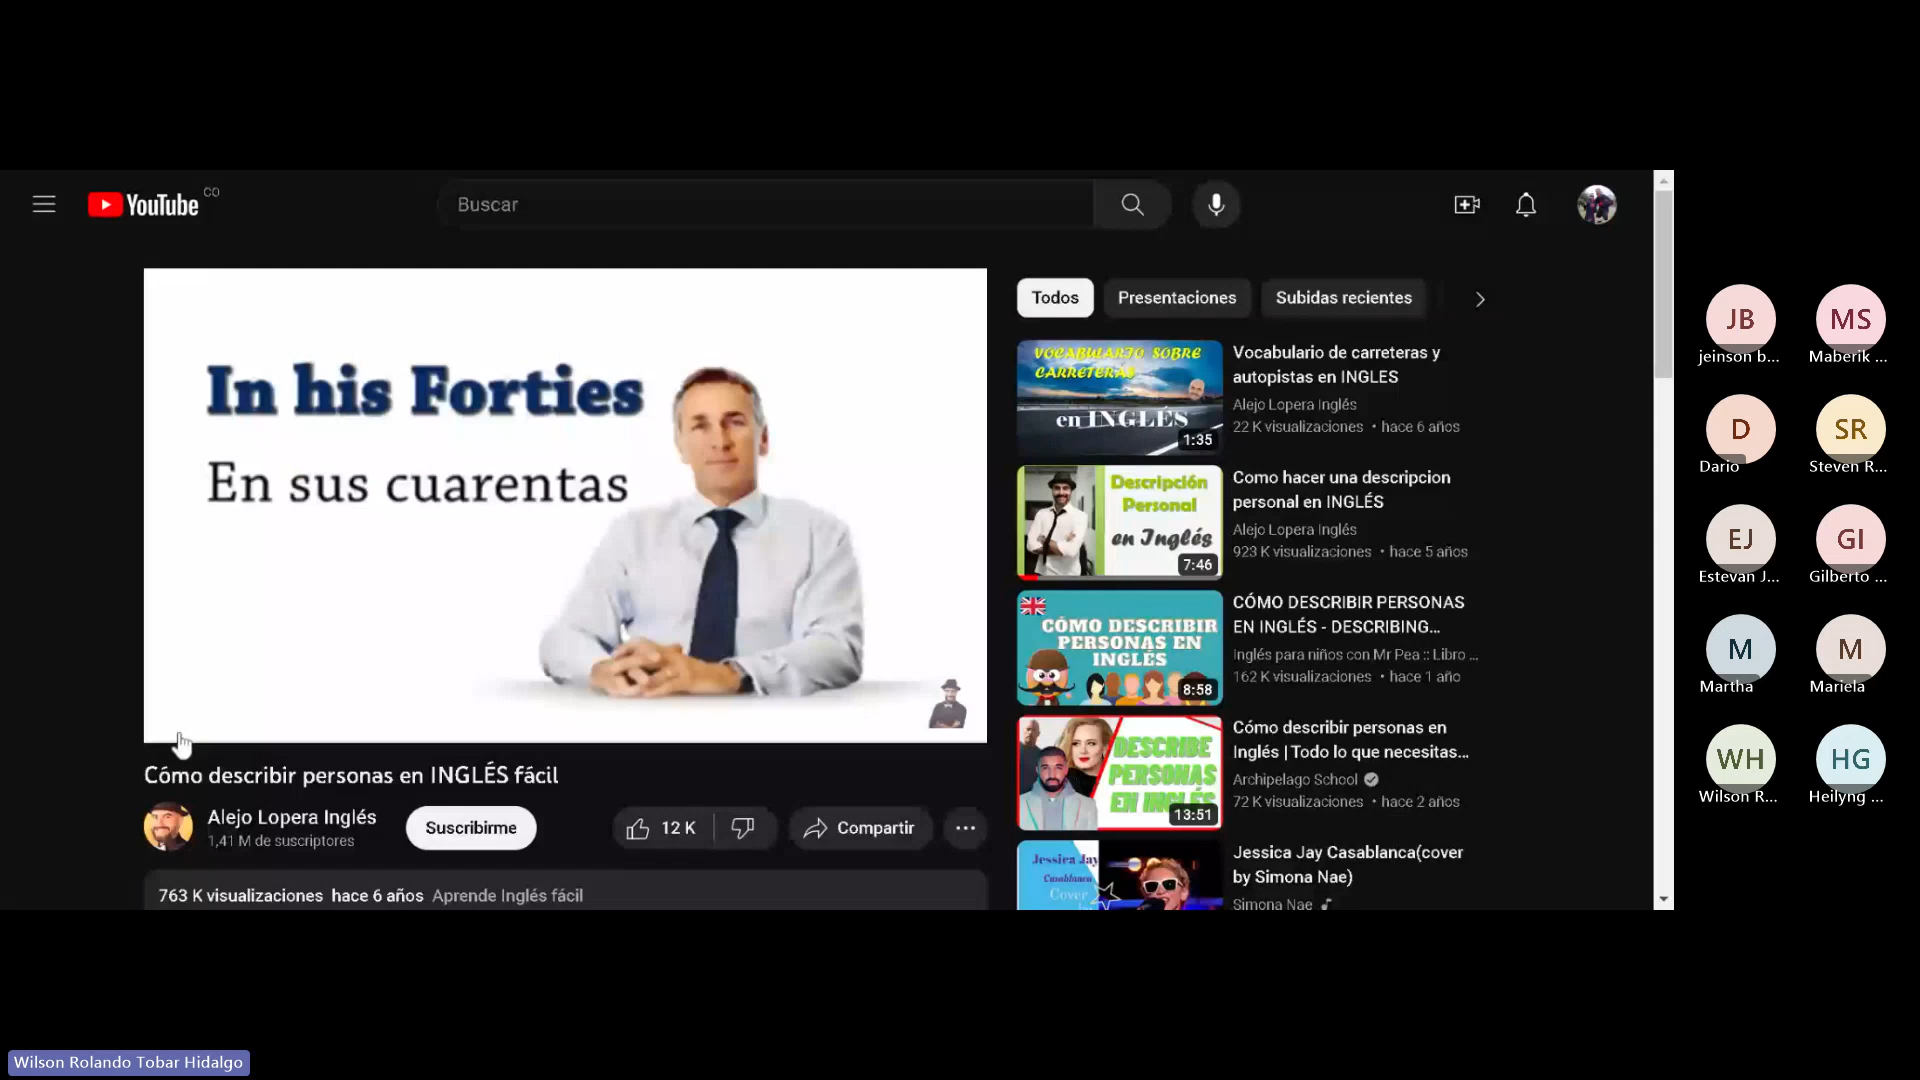 YouTube CO
Buscar
In his Forties
En sus cuarentas
Cómo describir personas en INGLÉS fácil
Alejo Lopera Inglés
1,41 M de suscriptores
Suscribirme
12 K
Compartir
763 K visualizaciones hace 6 años Aprende Inglés fácil
Todos
Presentaciones
Subidas recientes
VOCABULARIO SOBRE
CARRETERAS
en INGLÉS
1:35
Vocabulario de carreteras y
autopistas en INGLES
Alejo Lopera Inglés
22 K visualizaciones • hace 6 años
Descripción
Personal
en Inglés
7:46
Como hacer una descripcion
personal en INGLÉS
Alejo Lopera Inglés
923 K visualizaciones • hace 5 años
CÓMO DESCRIBIR
PERSONAS EN
INGLÉS
8:58
CÓMO DESCRIBIR PERSONAS
EN INGLÉS - DESCRIBING...
Inglés para niños con Mr Pea :: Libro ...
162 K visualizaciones • hace 1 año
DESCRIBE
PERSONAS
EN INGLÉS
13:51
Cómo describir personas en
Inglés | Todo lo que necesitas...
Archipelago School
72 K visualizaciones • hace 2 años
Jessica Jay
Casablanca
Cover
Jessica Jay Casablanca(cover
by Simona Nae)
Simona Nae
JB
jeinson b...
MS
Maberik ...
D
Dario
SR
Steven R...
EJ
Estevan J...
GI
Gilberto ...
M
Martha
M
Mariela
WH
Wilson R...
HG
Heilyng ...
Wilson Rolando Tobar Hidalgo